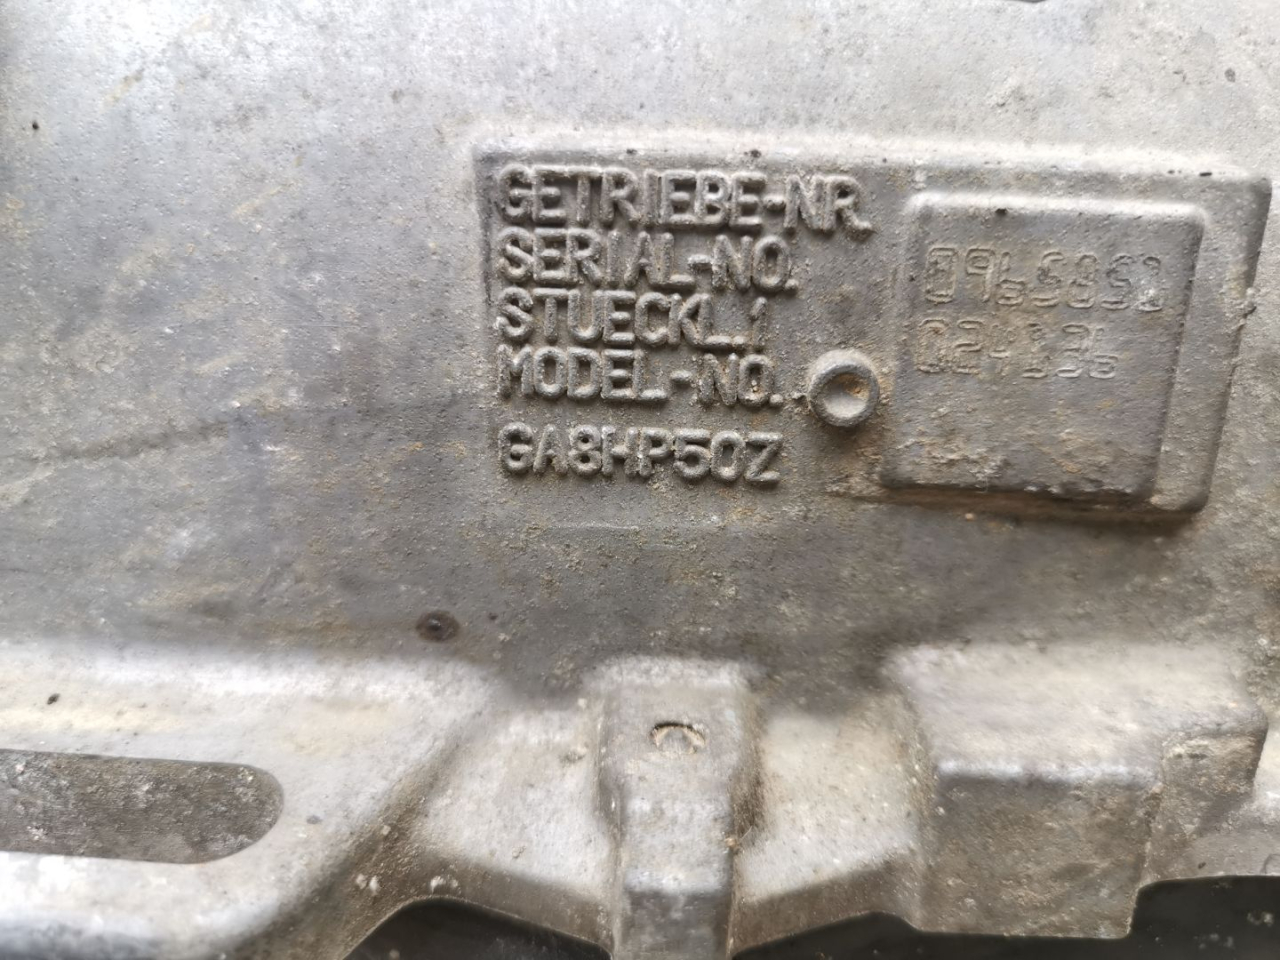 GETRIEBE-NR.
SERIAL-NO.
STUECKL.1
MODEL-NO.
GA8HP50Z